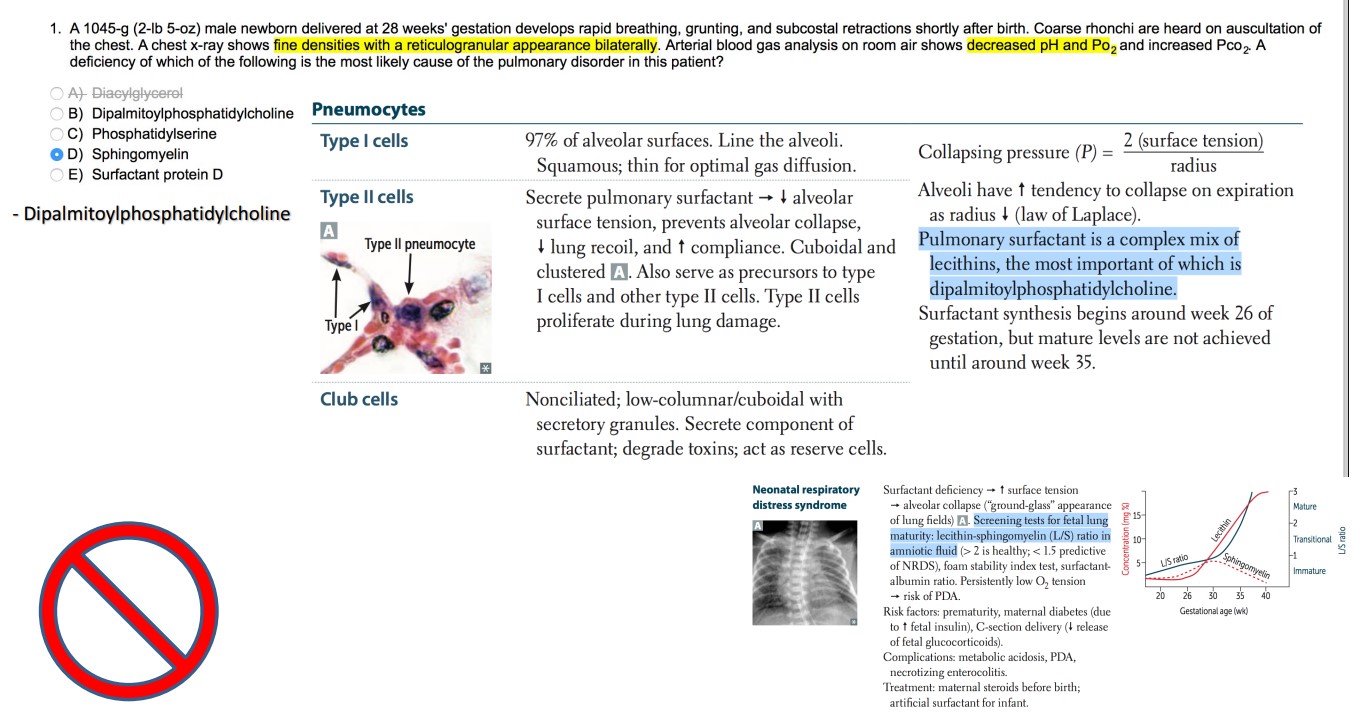 1. A 1045-g (2-lb 5-oz) male newborn delivered at 28 weeks' gestation develops rapid breathing, grunting, and subcostal retractions shortly after birth. Coarse rhonchi are heard on auscultation of
the chest. A chest x-ray shows fine densities with a reticulogranular appearance bilaterally. Arterial blood gas analysis on room air shows decreased pH and Po2 and increased Pco2. A
deficiency of which of the following is the most likely cause of the pulmonary disorder in this patient?
A) Diacylglycerol
B) Dipalmitoylphosphatidylcholine
C) Phosphatidylserine
D) Sphingomyelin
E) Surfactant protein D
- Dipalmitoylphosphatidylcholine
Pneumocytes
Type I cells
97% of alveolar surfaces. Line the alveoli.
Squamous; thin for optimal gas diffusion.
Type II cells
Secrete pulmonary surfactant → ↓ alveolar
surface tension, prevents alveolar collapse,
↓ lung recoil, and ↑ compliance. Cuboidal and
clustered A. Also serve as precursors to type
I cells and other type II cells. Type II cells
proliferate during lung damage.
A
Type II pneumocyte
Type I
Collapsing pressure (P) = 2 (surface tension)
radius
Alveoli have ↑ tendency to collapse on expiration
as radius ↓ (law of Laplace).
Pulmonary surfactant is a complex mix of
lecithins, the most important of which is
dipalmitoylphosphatidylcholine.
Surfactant synthesis begins around week 26 of
gestation, but mature levels are not achieved
until around week 35.
Club cells
Nonciliated; low-columnar/cuboidal with
secretory granules. Secrete component of
surfactant; degrade toxins; act as reserve cells.
Neonatal respiratory
distress syndrome
A
Surfactant deficiency → ↑ surface tension
→ alveolar collapse (“ground-glass” appearance
of lung fields) A. Screening tests for fetal lung
maturity: lecithin-sphingomyelin (L/S) ratio in
amniotic fluid (> 2 is healthy; < 1.5 predictive
of NRDS), foam stability index test, surfactant-
albumin ratio. Persistently low O2 tension
→ risk of PDA.
Risk factors: prematurity, maternal diabetes (due
to ↑ fetal insulin), C-section delivery (↓ release
of fetal glucocorticoids).
Complications: metabolic acidosis, PDA,
necrotizing enterocolitis.
Treatment: maternal steroids before birth;
artificial surfactant for infant.
Concentration (mg %)
15
10
5
L/S ratio
Lecithin
Sphingomyelin
3
Mature
2
Transitional
1
Immature
L/S ratio
20 26 30 35 40
Gestational age (wk)